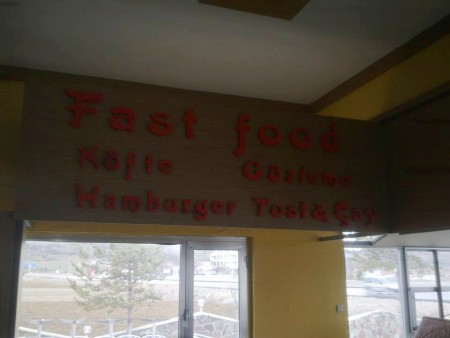 Fast food
Köfte Gözleme
Hamburger Tost & Çay